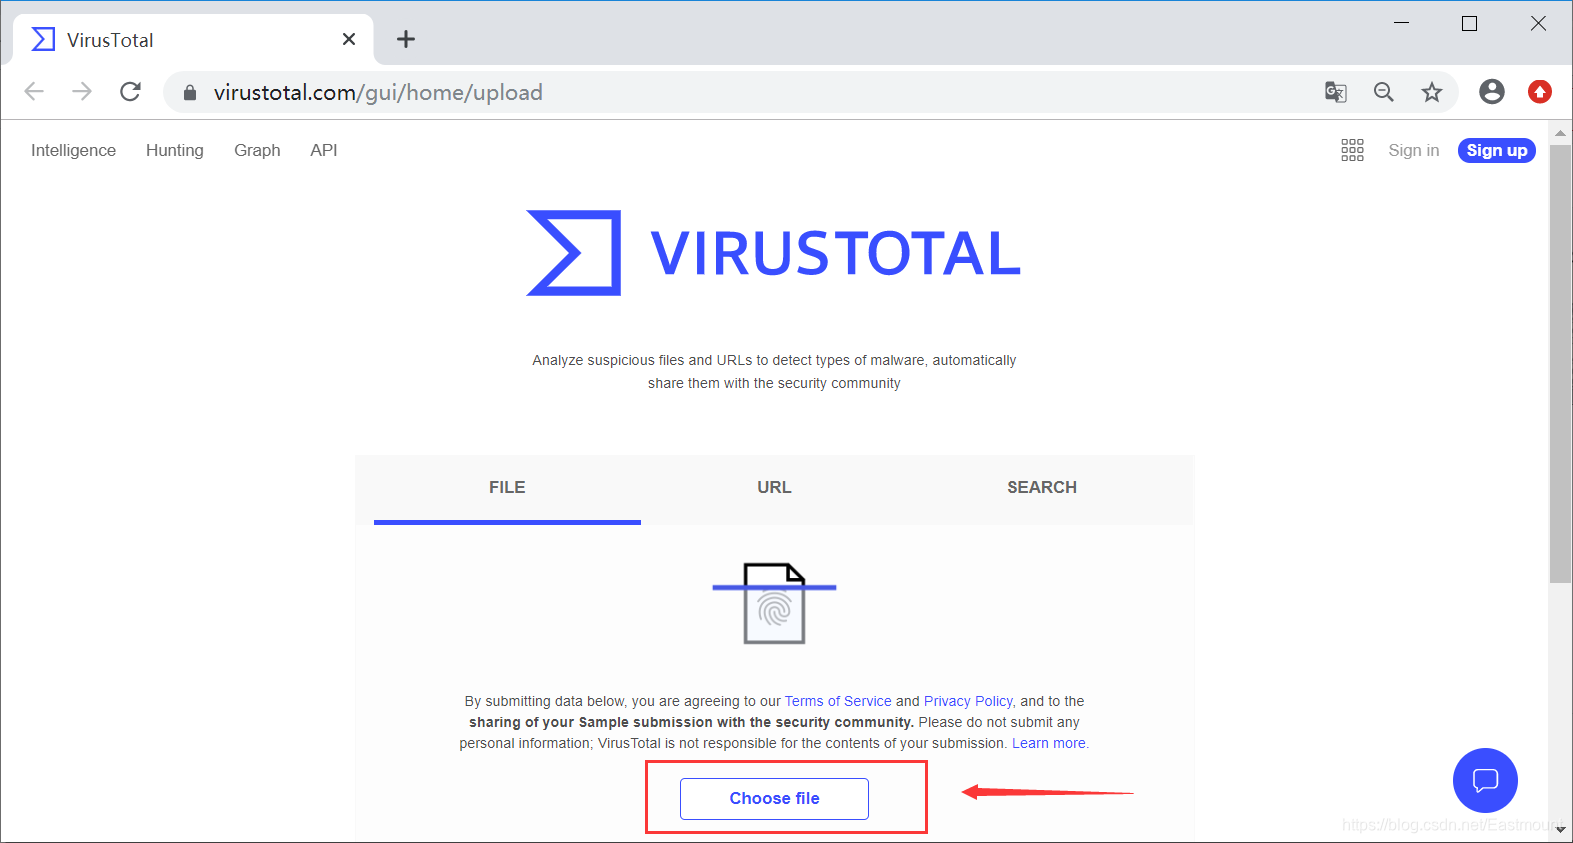 VirusTotal
virustotal.com/gui/home/upload
Intelligence Hunting Graph API Sign in Sign up
VIRUSTOTAL
Analyze suspicious files and URLs to detect types of malware, automatically
share them with the security community
FILE URL SEARCH
By submitting data below, you are agreeing to our Terms of Service and Privacy Policy, and to the
sharing of your Sample submission with the security community. Please do not submit any
personal information; VirusTotal is not responsible for the contents of your submission. Learn more.
Choose file
https://blog.csdn.net/Eastmount